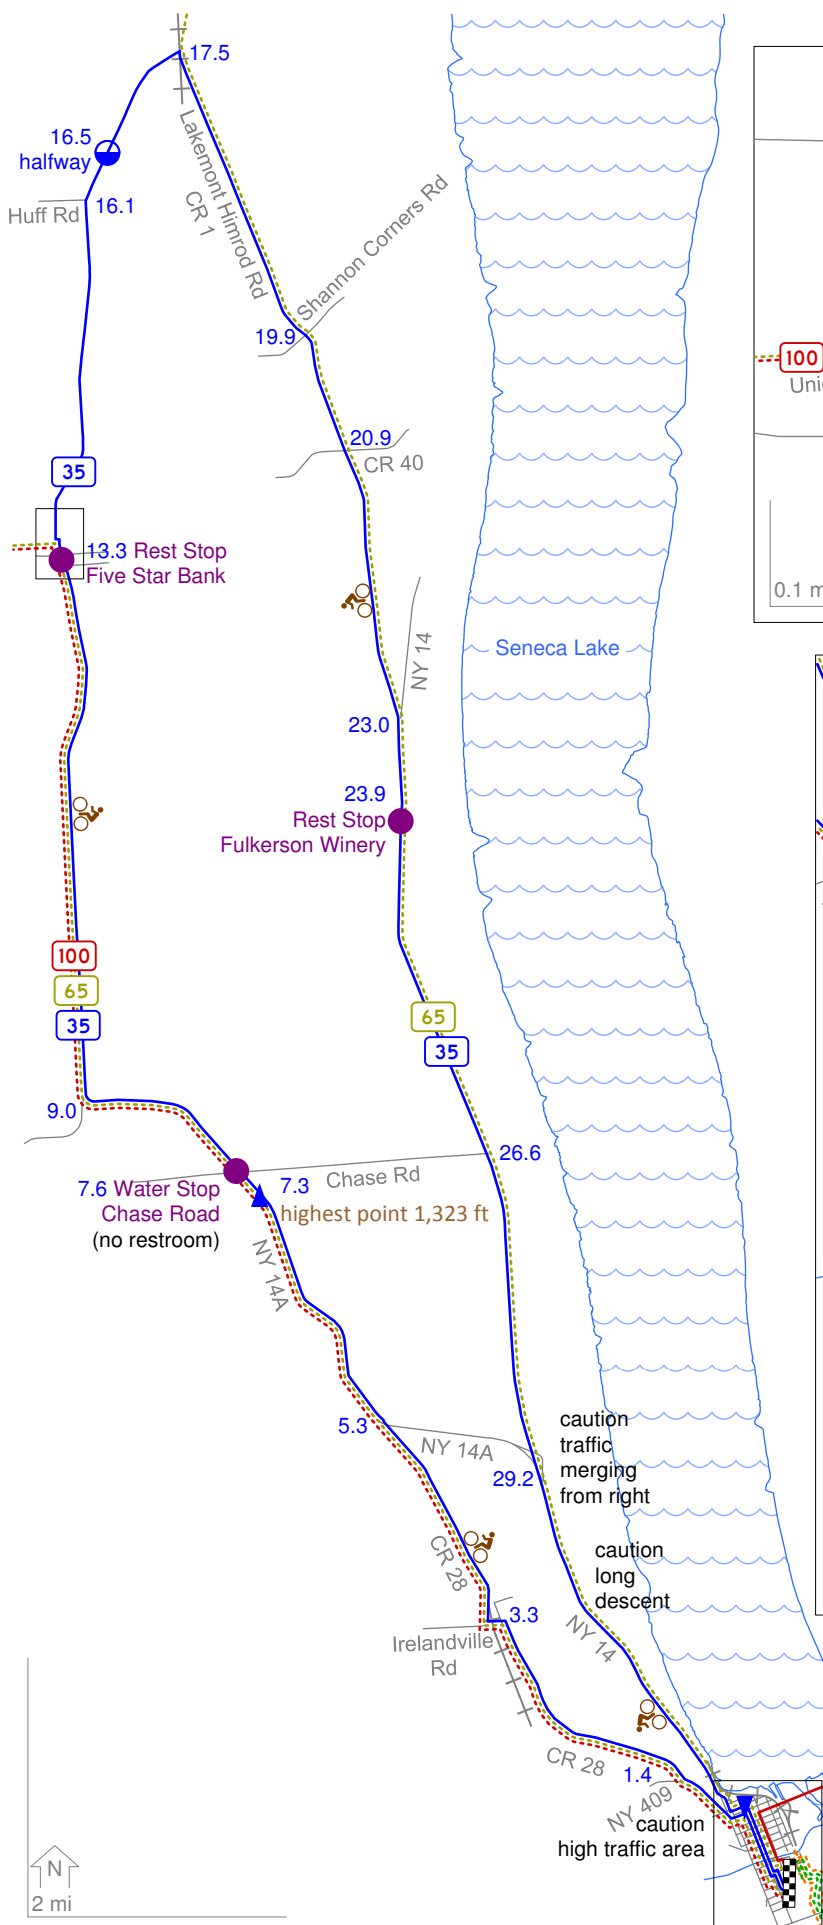 17.5
16.5
halfway
Huff Rd
16.1
Lakemont Himrod Rd
CR 1
Shannon Corners Rd
19.9
100
20.9
CR 40
35
13.3 Rest Stop
Five Star Bank
0.1 m
NY 14
Seneca Lake
23.0
23.9
Rest Stop
Fulkerson Winery
100
65
35
65
35
9.0
26.6
Chase Rd
7.6 Water Stop
Chase Road
(no restroom)
7.3
highest point 1,323 ft
NY 14A
5.3
NY 14A
caution
traffic
merging
from right
29.2
CR 28
caution
long
descent
3.3
Irelandville
Rd
NY 14
CR 28
1.4
NY 409
caution
high traffic area
N
2 mi